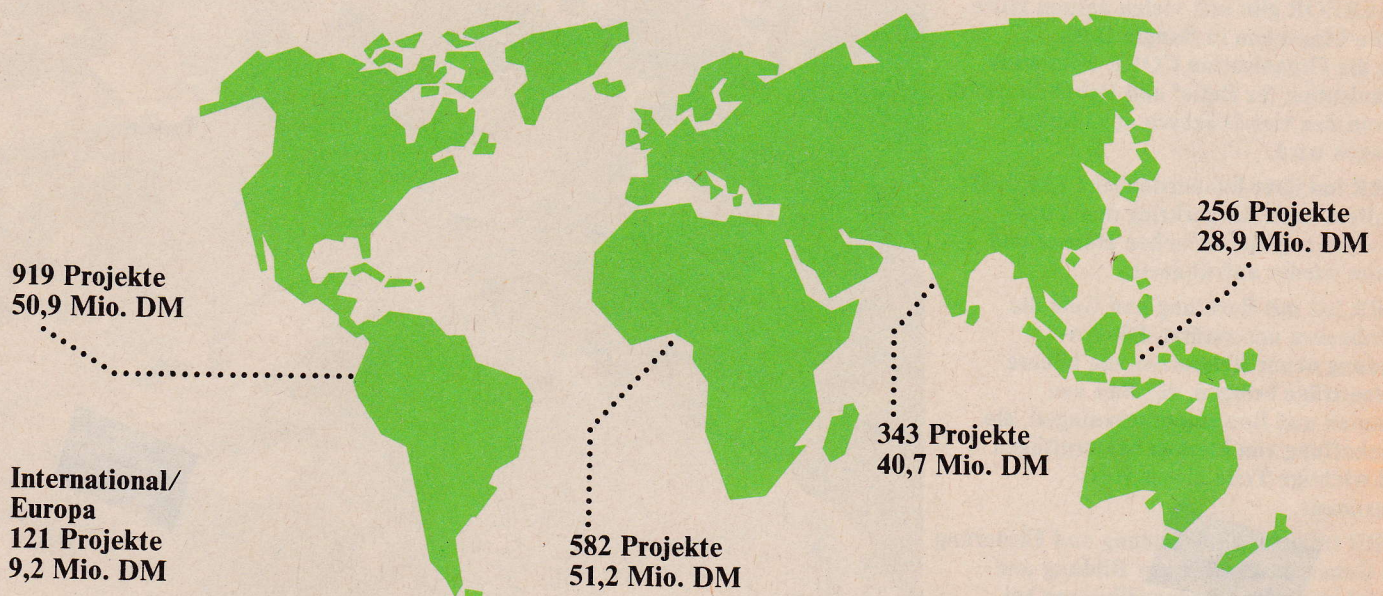 256 Projekte
28,9 Mio. DM
919 Projekte
50,9 Mio. DM
343 Projekte
40,7 Mio. DM
International/
Europa
121 Projekte
9,2 Mio. DM
582 Projekte
51,2 Mio. DM